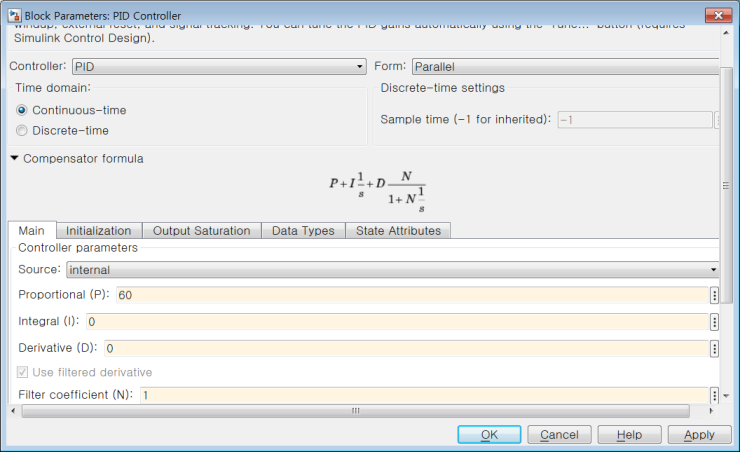 Block Parameters: PID Controller
windup, external reset, and signal tracking. You can tune the PID gains automatically using the 'Tune...' button (requires
Simulink Control Design).
Controller: PID Form: Parallel
Time domain: Discrete-time settings
Continuous-time
Discrete-time
Sample time (-1 for inherited): -1
Compensator formula
P+I 1/s +D N/(1+N 1/s)
Main Initialization Output Saturation Data Types State Attributes
Controller parameters
Source: internal
Proportional (P): 60
Integral (I): 0
Derivative (D): 0
Use filtered derivative
Filter coefficient (N): 1
OK Cancel Help Apply